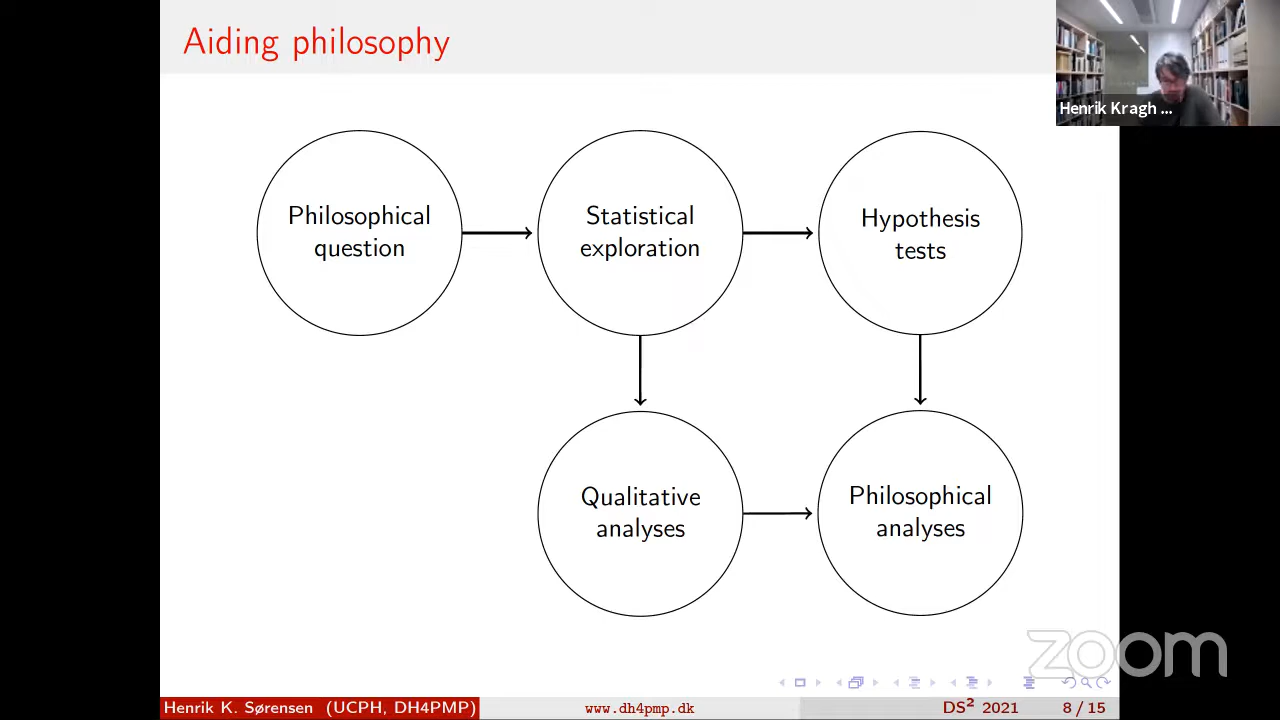 Aiding philosophy
Henrik Kragh ...
Philosophical
question
Statistical
exploration
Hypothesis
tests
Qualitative
analyses
Philosophical
analyses
zoom
Henrik K. Sørensen (UCPH, DH4PMP)
www.dh4pmp.dk
DS² 2021
8 / 15